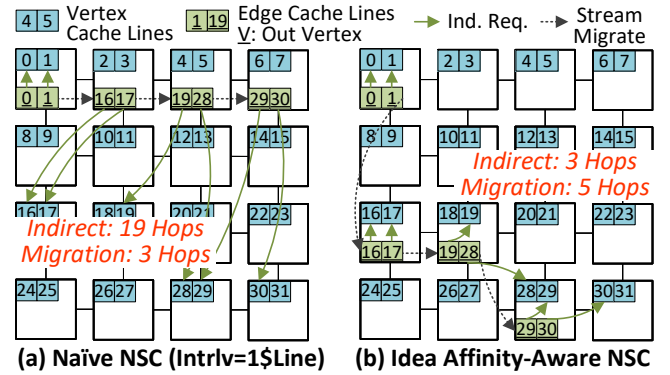 4 5 Vertex Cache Lines 1 19 Edge Cache Lines V: Out Vertex Ind. Req. Stream Migrate
0 1 2 3 4 5 6 7
0 1 16 17 19 28 29 30
8 9 10 11 12 13 14 15
16 17 18 19 20 21 22 23
Indirect: 19 Hops
Migration: 3 Hops
24 25 26 27 28 29 30 31
(a) Naïve NSC (Intrlv=1$Line)
0 1 2 3 4 5 6 7
0 1
8 9 10 11 12 13 14 15
Indirect: 3 Hops
Migration: 5 Hops
16 17 18 19 20 21 22 23
16 17 19 28
24 25 26 27 28 29 30 31
29 30
(b) Idea Affinity-Aware NSC